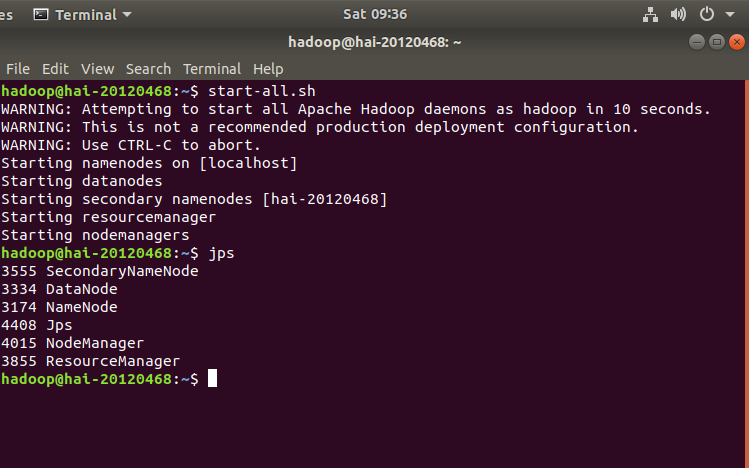 es Terminal Sat 09:36
hadoop@hai-20120468: ~
File Edit View Search Terminal Help
hadoop@hai-20120468:~$ start-all.sh
WARNING: Attempting to start all Apache Hadoop daemons as hadoop in 10 seconds.
WARNING: This is not a recommended production deployment configuration.
WARNING: Use CTRL-C to abort.
Starting namenodes on [localhost]
Starting datanodes
Starting secondary namenodes [hai-20120468]
Starting resourcemanager
Starting nodemanagers
hadoop@hai-20120468:~$ jps
3555 SecondaryNameNode
3334 DataNode
3174 NameNode
4408 Jps
4015 NodeManager
3855 ResourceManager
hadoop@hai-20120468:~$